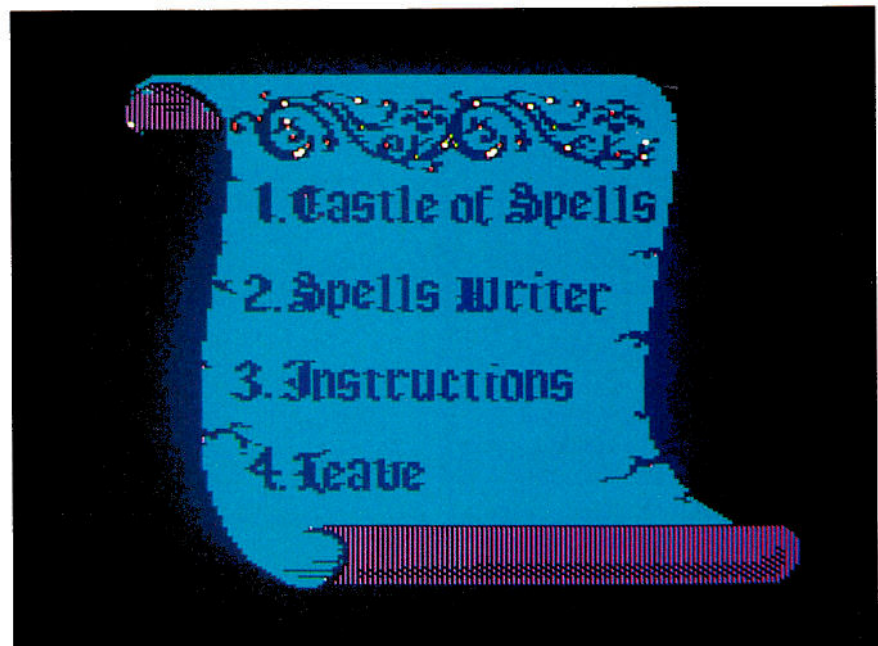 1. Castle of Spells
2. Spells Writer
3. Instructions
4. Leave